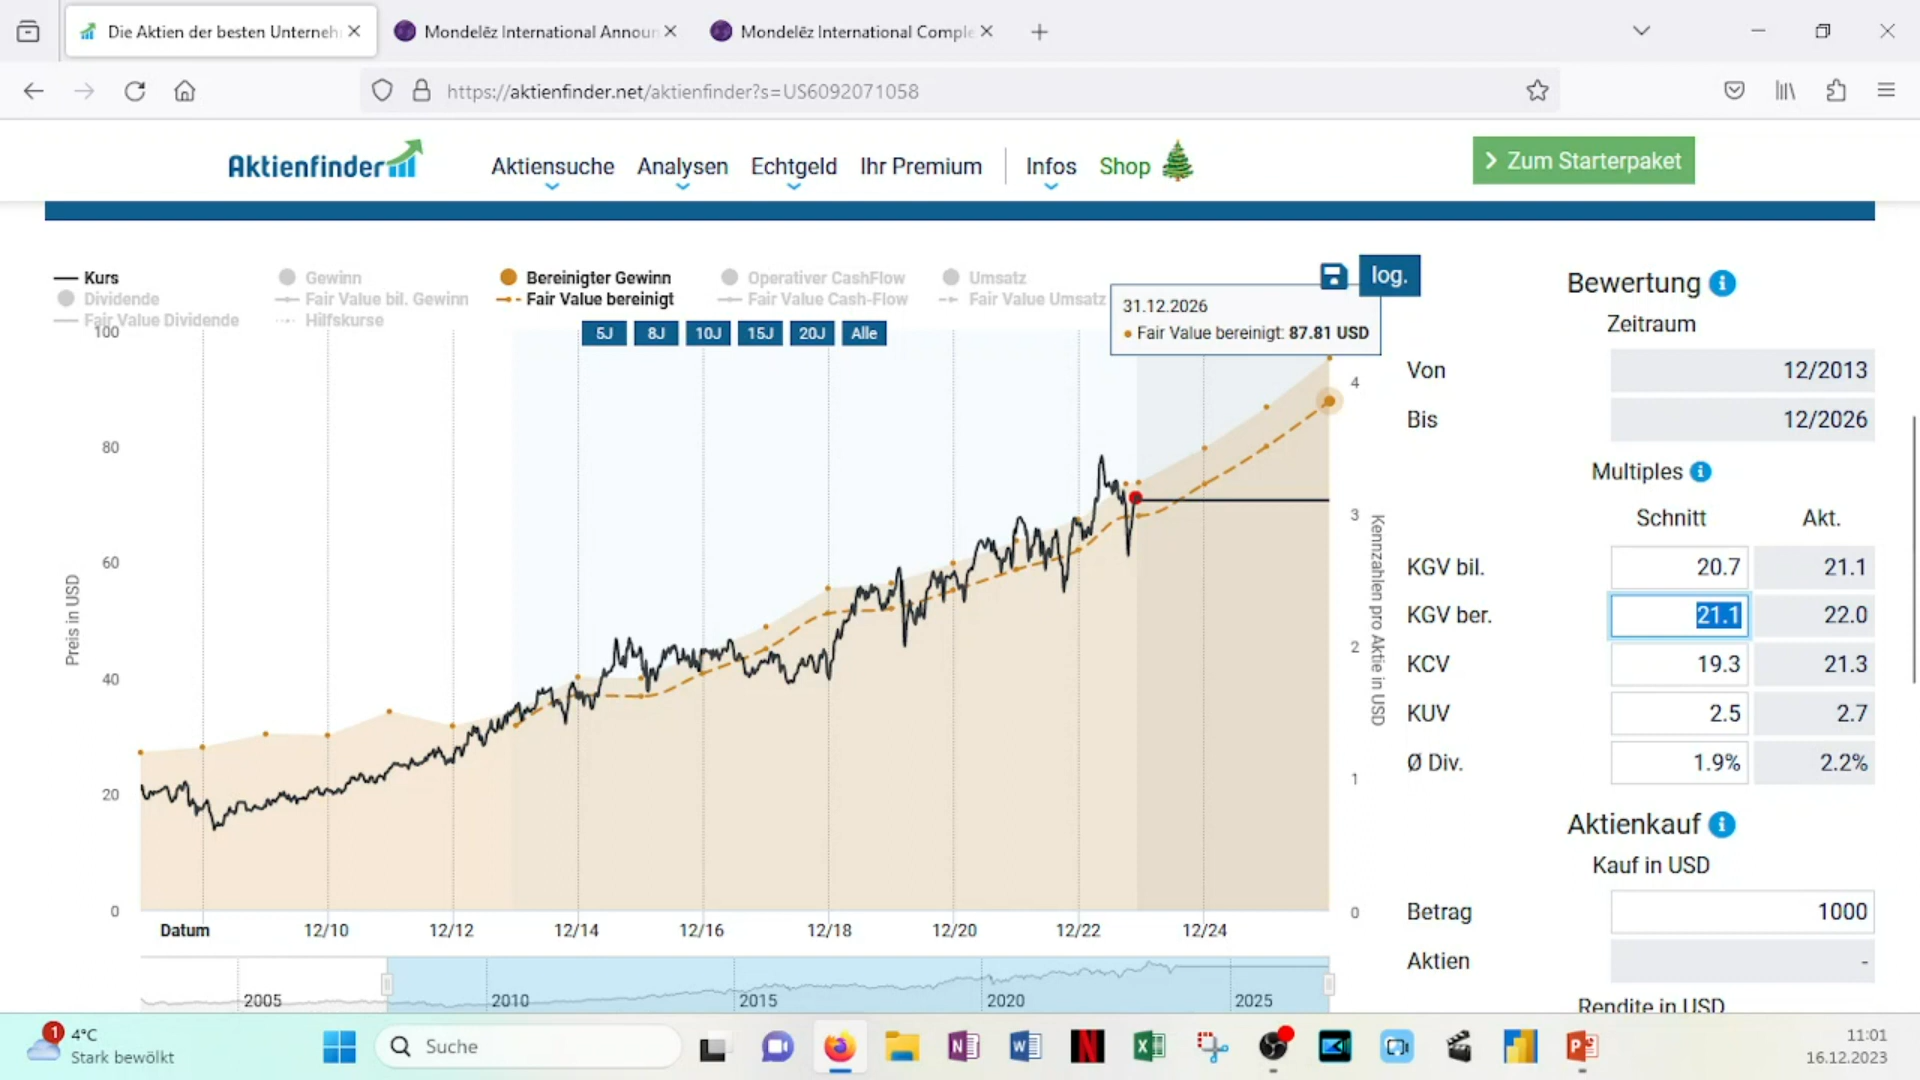 Die Aktien der besten Unterneh
Mondelēz International Announ
Mondelēz International Comple
https://aktienfinder.net/aktienfinder?s=US6092071058
Aktienfinder
Aktiensuche Analysen Echtgeld Ihr Premium Infos Shop
Zum Starterpaket
Kurs Gewinn Bereinigter Gewinn Operativer CashFlow Umsatz
Dividende Fair Value bil. Gewinn Fair Value bereinigt Fair Value Cash-Flow Fair Value Umsatz
Fair Value Dividende Hilfskurse
log.
5J 8J 10J 15J 20J Alle
31.12.2026
Fair Value bereinigt: 87.81 USD
100
80
60
40
20
0
Preis in USD
4
3
2
1
0
Kennzahlen pro Aktie in USD
Datum 12/10 12/12 12/14 12/16 12/18 12/20 12/22 12/24
2005 2010 2015 2020 2025
Bewertung
Zeitraum
Von 12/2013
Bis 12/2026
Multiples
Schnitt Akt.
KGV bil. 20.7 21.1
KGV ber. 21.1 22.0
KCV 19.3 21.3
KUV 2.5 2.7
Ø Div. 1.9% 2.2%
Aktienkauf
Kauf in USD
Betrag 1000
Aktien -
Rendite in USD
1
4°C
Stark bewölkt
Suche
11:01
16.12.2023